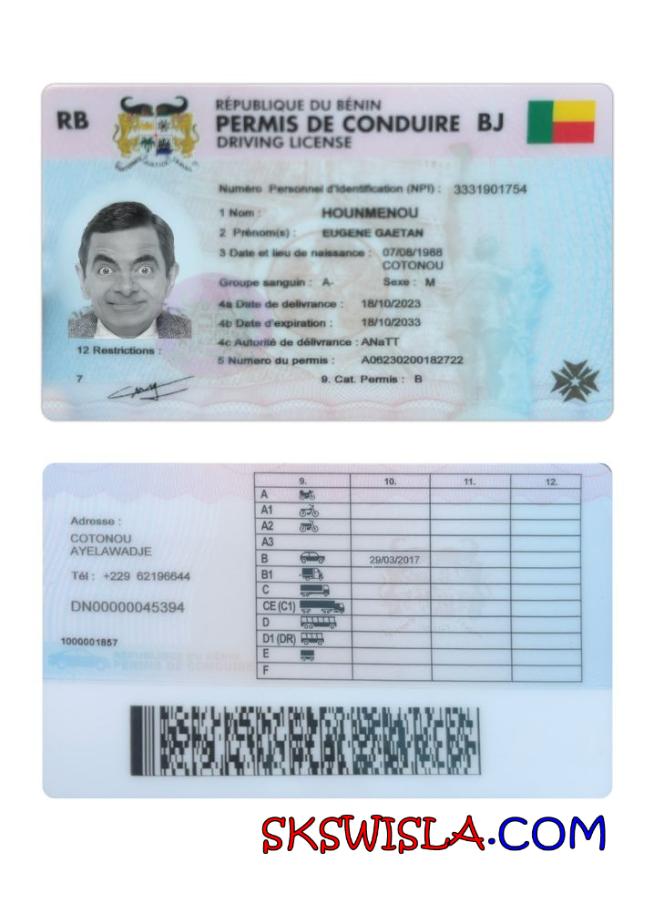 RB
RÉPUBLIQUE DU BÉNIN
PERMIS DE CONDUIRE BJ
DRIVING LICENSE
Numéro Personnel d'Identification (NPI) : 3331901754
1 Nom : HOUNMENOU
2 Prénom(s) : EUGENE GAETAN
3 Date et lieu de naissance : 07/08/1988
COTONOU
Groupe sanguin : A- Sexe : M
4a Date de delivrance : 18/10/2023
4b Date d'expiration : 18/10/2033
4c Autorité de délivrance : ANaTT
5 Numero du permis : A06230200182722
12 Restrictions :
7
9. Cat. Permis : B
9. 10. 11. 12.
A
A1
A2
A3
B 29/03/2017
B1
C
CE (C1)
D
D1 (DR)
E
F
Adresse :
COTONOU
AYELAWADJE
Tél : +229 62196644
DN00000045394
1000001857
RÉPUBLIQUE DU BÉNIN
PERMIS DE CONDUIRE
SKSWISLA.COM